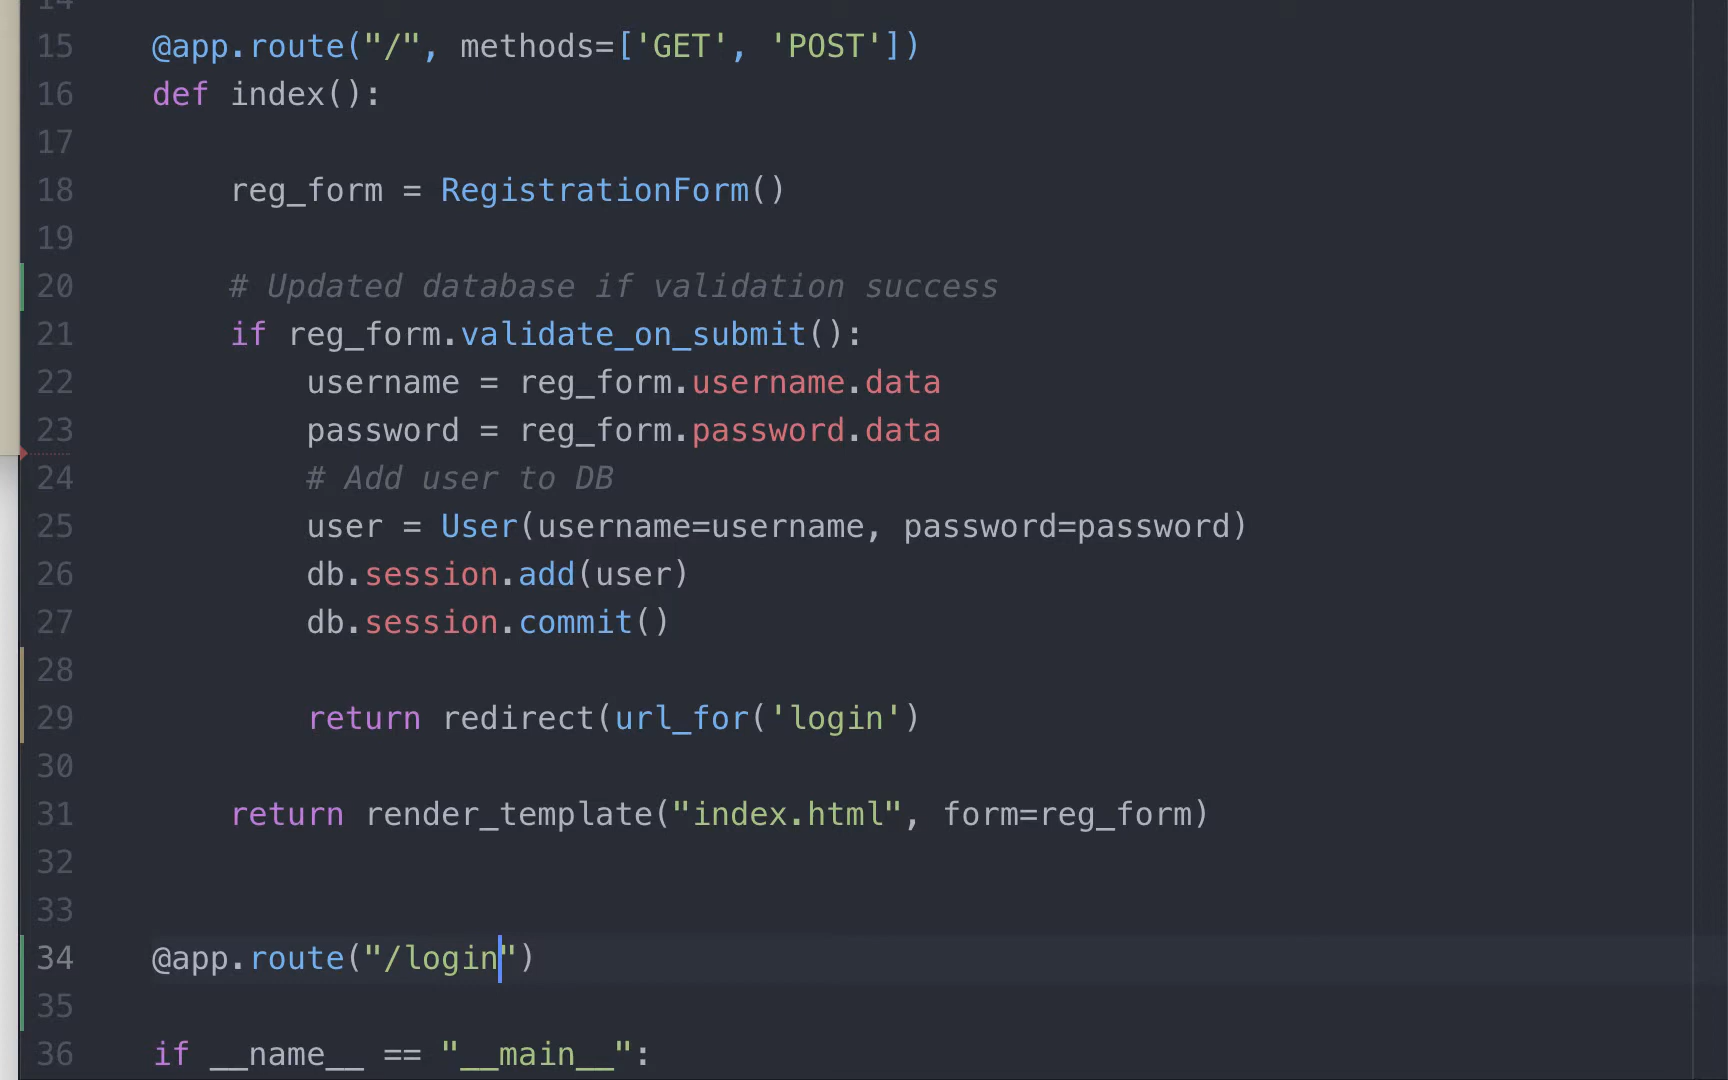 14
15 @app.route("/", methods=['GET', 'POST'])
16 def index():
17
18 reg_form = RegistrationForm()
19
20 # Updated database if validation success
21 if reg_form.validate_on_submit():
22 username = reg_form.username.data
23 password = reg_form.password.data
24 # Add user to DB
25 user = User(username=username, password=password)
26 db.session.add(user)
27 db.session.commit()
28
29 return redirect(url_for('login')
30
31 return render_template("index.html", form=reg_form)
32
33
34 @app.route("/login")
35
36 if __name__ == "__main__":